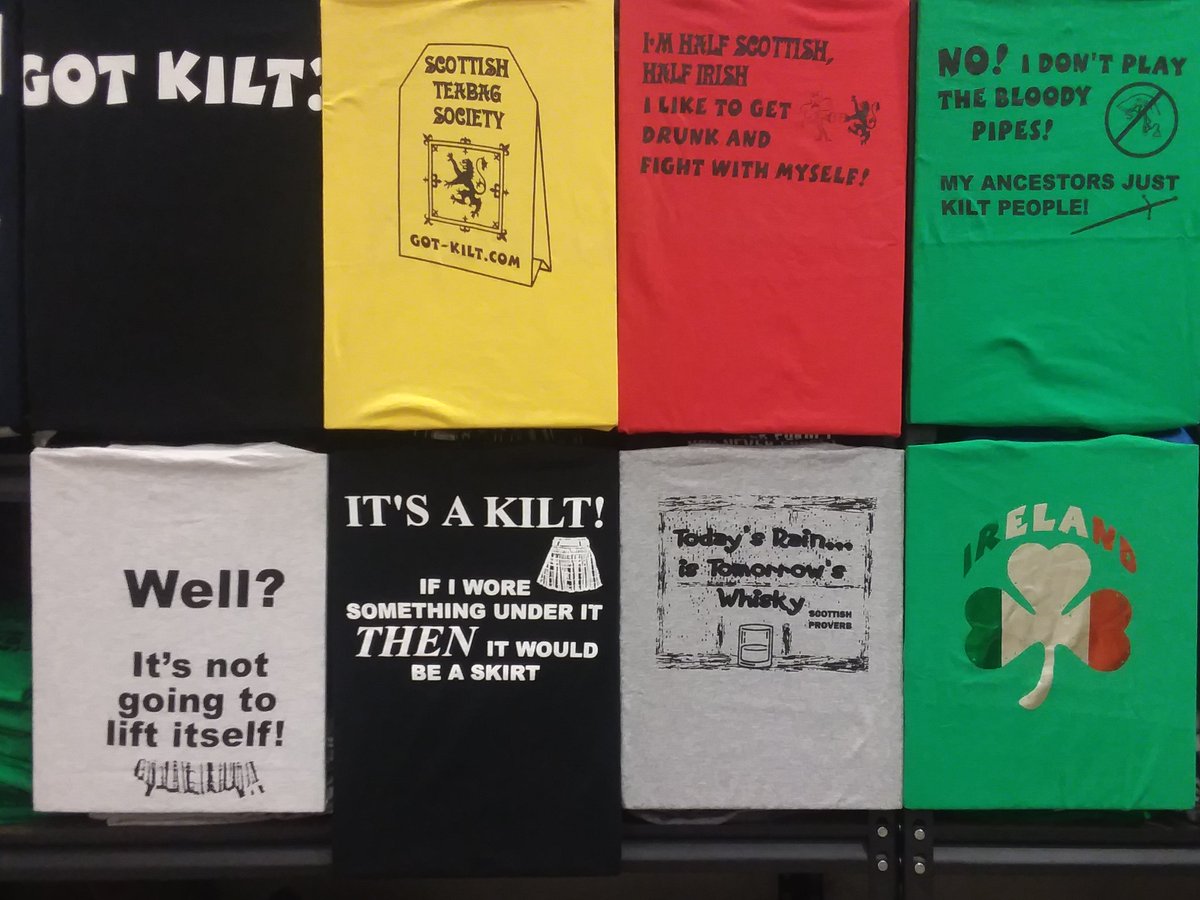 GOT KILT?
SCOTTISH
TEABAG
SOCIETY
GOT-KILT.COM
I'M HALF SCOTTISH,
HALF IRISH
I LIKE TO GET
DRUNK AND
FIGHT WITH MYSELF!
NO! I DON'T PLAY
THE BLOODY
PIPES!
MY ANCESTORS JUST
KILT PEOPLE!
Well?
It's not
going to
lift itself!
IT'S A KILT!
IF I WORE
SOMETHING UNDER IT
THEN IT WOULD
BE A SKIRT
Today's Rain...
is Tomorrow's
Whisky
SCOTTISH
PROVERB
IRELAND